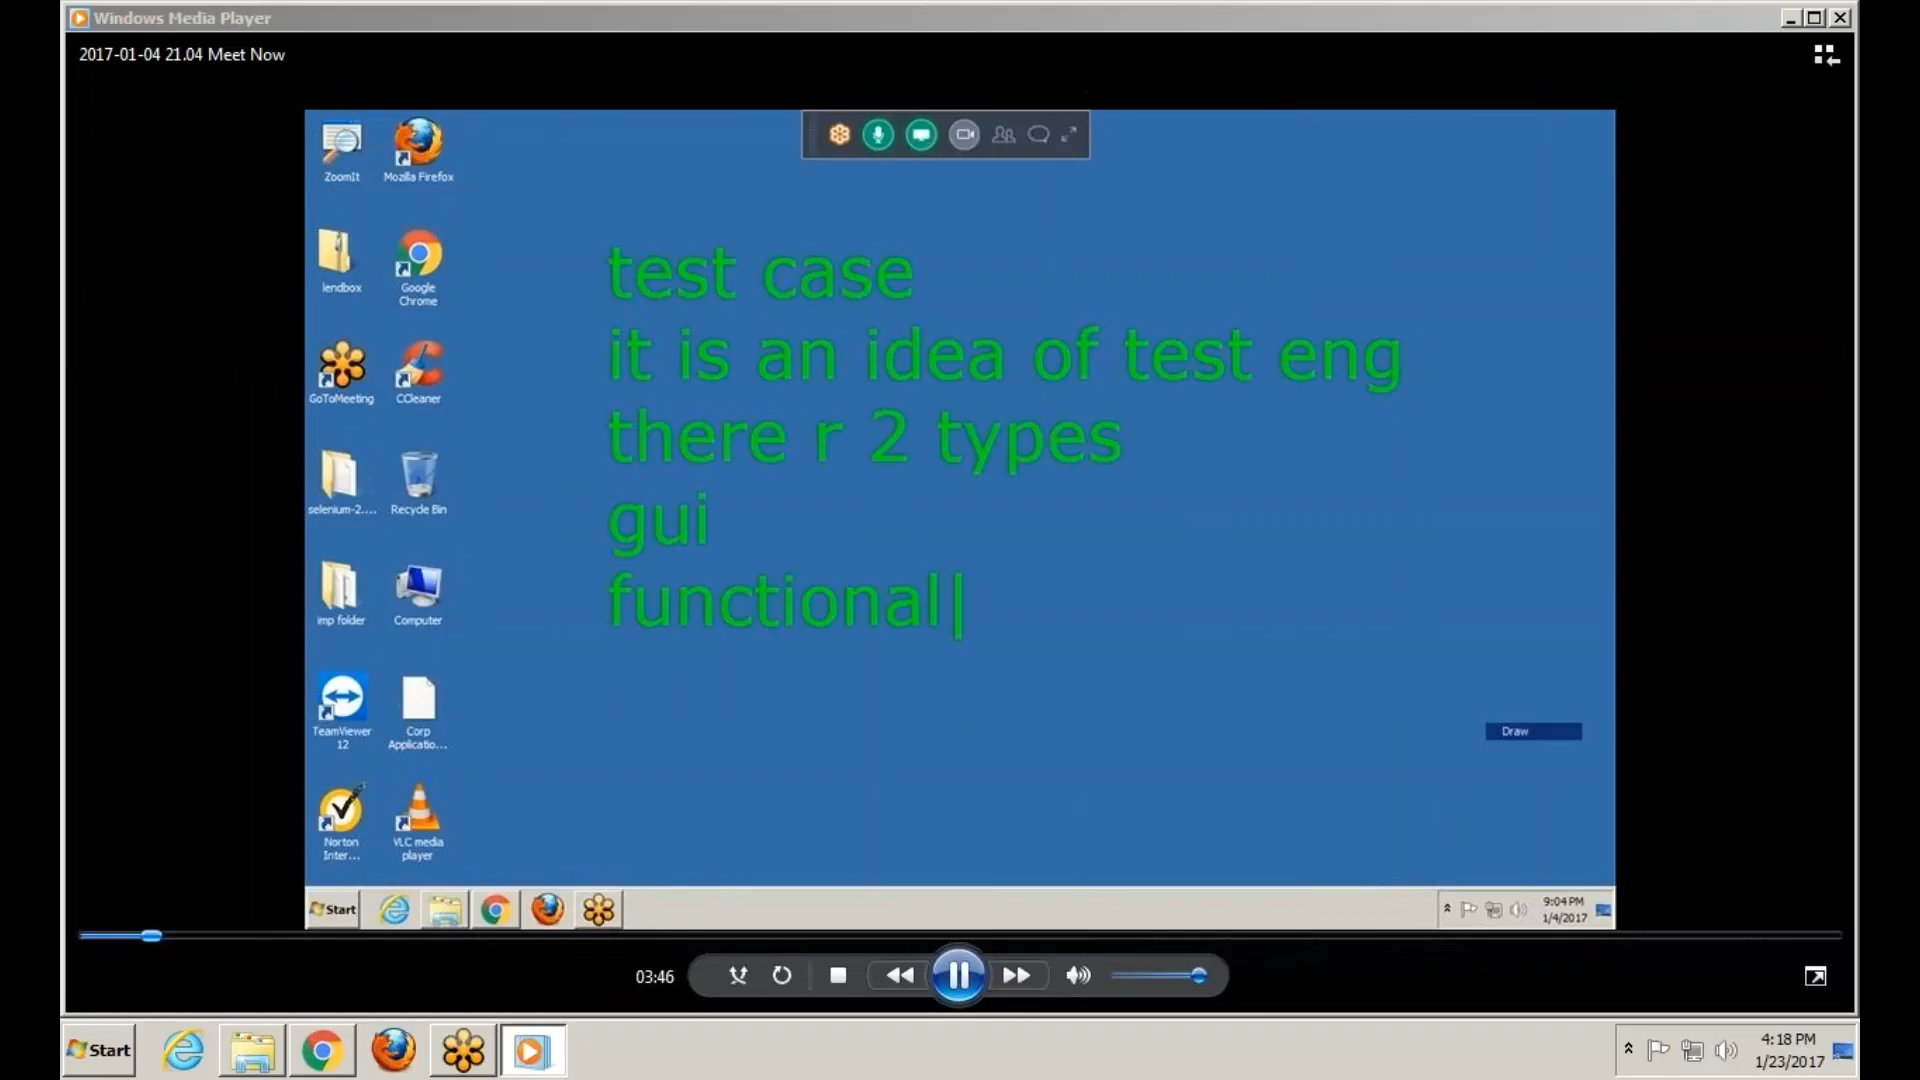 Windows Media Player
2017-01-04 21.04 Meet Now
ZoomIt
Mozilla Firefox
lendbox
Google
Chrome
GoToMeeting
CCleaner
selenium-2....
Recycle Bin
imp folder
Computer
TeamViewer
12
Corp
Applicatio...
Norton
Inter...
VLC media
player
test case
it is an idea of test eng
there r 2 types
gui
functional
Draw
Start
9:04 PM
1/4/2017
03:46
Start
4:18 PM
1/23/2017